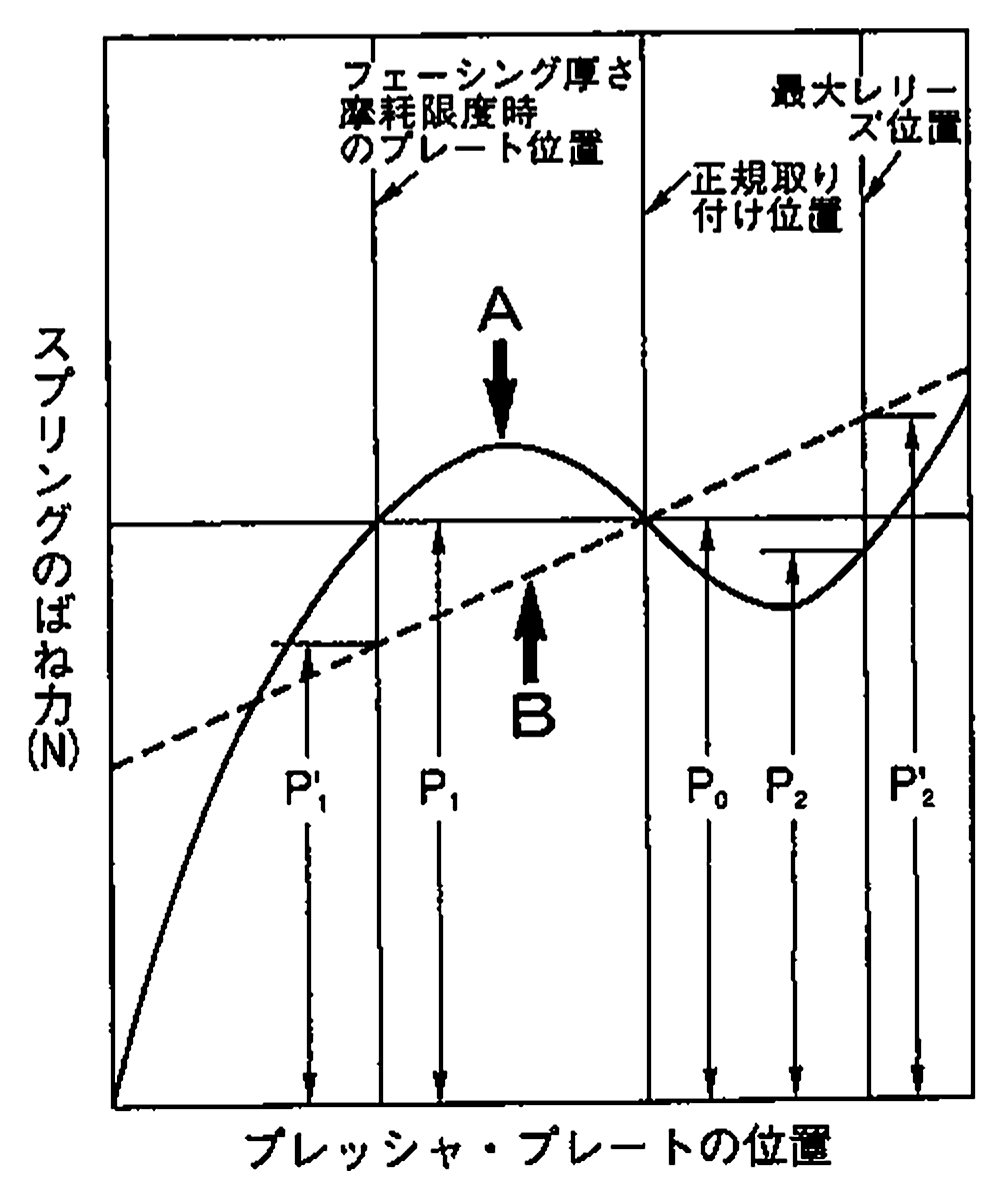 フェーシング厚さ
摩耗限度時
のプレート位置
最大レリー
ズ位置
正規取り
付け位置
A
B
スプリングのばね力(N)
P'₁
P₁
P₀
P₂
P'₂
プレッシャ・プレートの位置